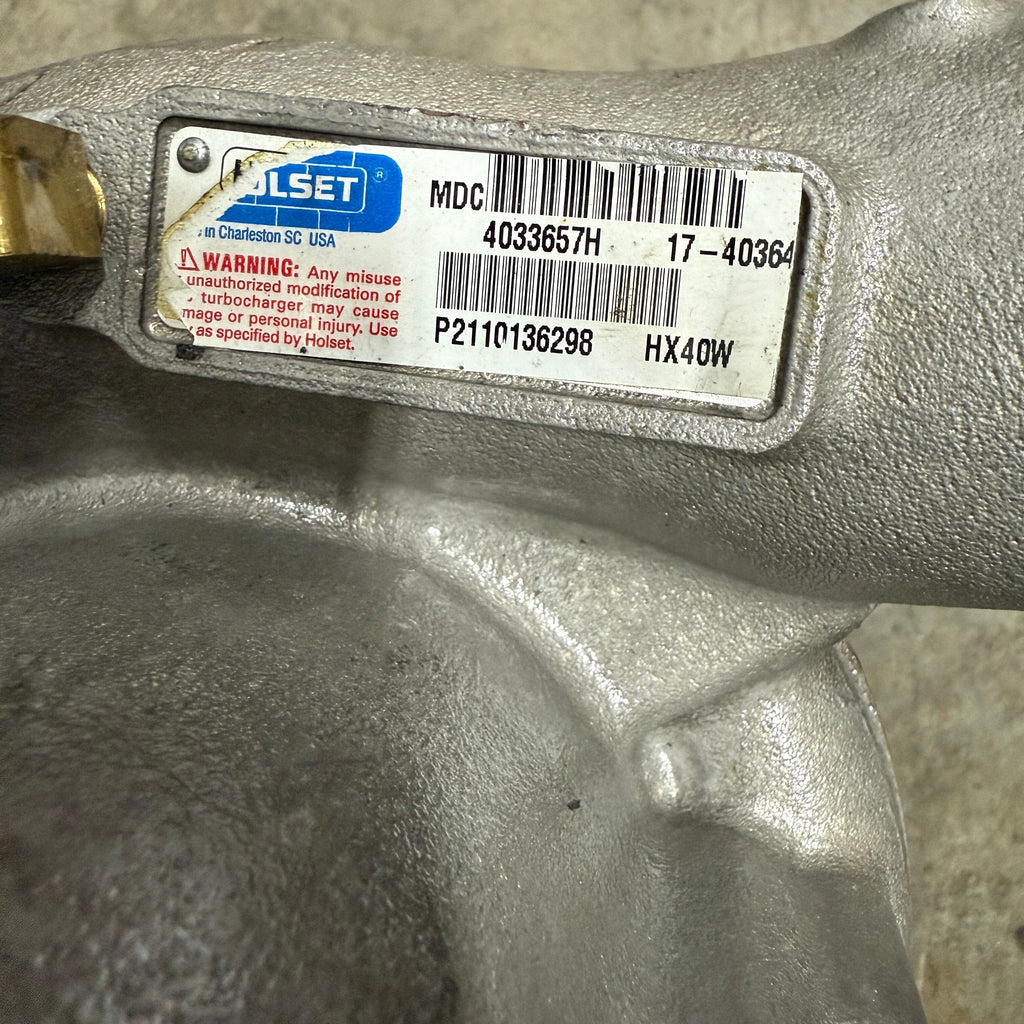 HOLSET ®
in Charleston SC USA
WARNING: Any misuse
unauthorized modification of
turbocharger may cause
mage or personal injury. Use
as specified by Holset.
MDC
4033657H 17-40364
P2110136298 HX40W